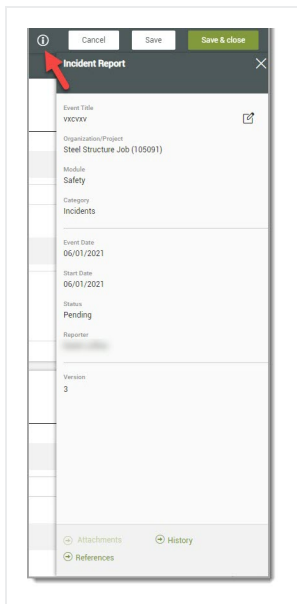 Cancel Save Save & close
Incident Report
Event Title
vxcvxv
Organization/Project
Steel Structure Job (105091)
Module
Safety
Category
Incidents
Event Date
06/01/2021
Start Date
06/01/2021
Status
Pending
Reporter
Version
3
Attachments History
References